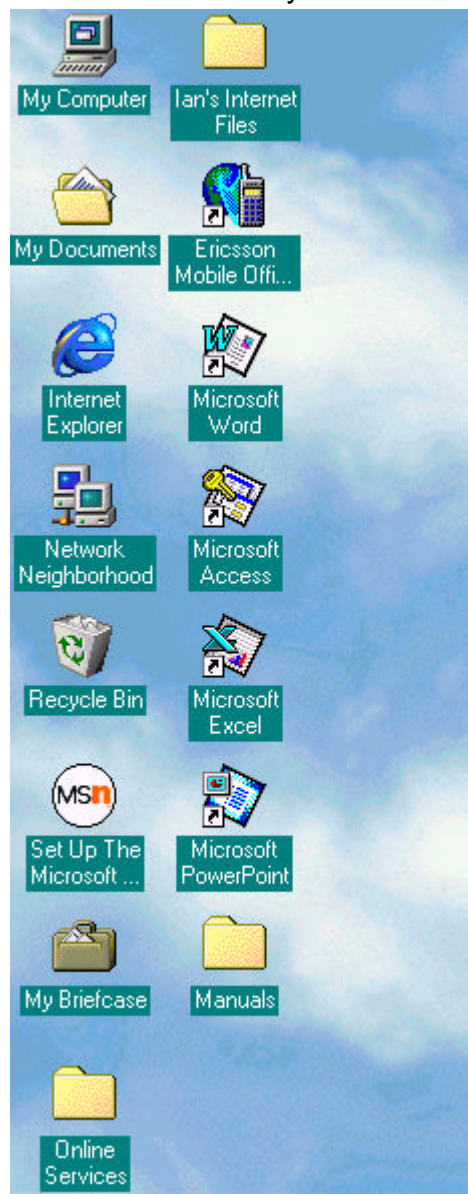 My Computer
Ian's Internet
Files
My Documents
Ericsson
Mobile Offi...
Internet
Explorer
Microsoft
Word
Network
Neighborhood
Microsoft
Access
Recycle Bin
Microsoft
Excel
MSn
Set Up The
Microsoft ...
Microsoft
PowerPoint
My Briefcase
Manuals
Online
Services